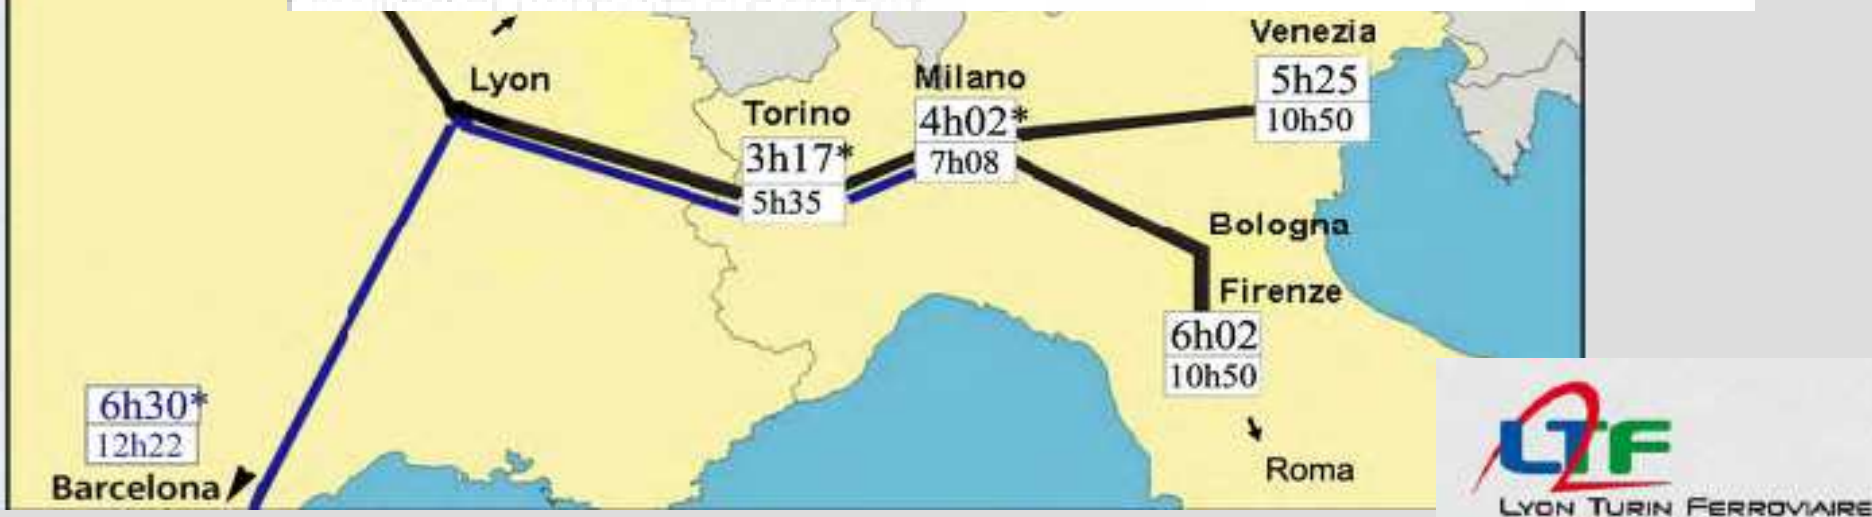 Venezia
5h25
10h50
Lyon
Milano
4h02*
7h08
Torino
3h17*
5h35
Bologna
Firenze
6h02
10h50
6h30*
12h22
Barcelona
Roma
LTF
LYON TURIN FERROVIAIRE